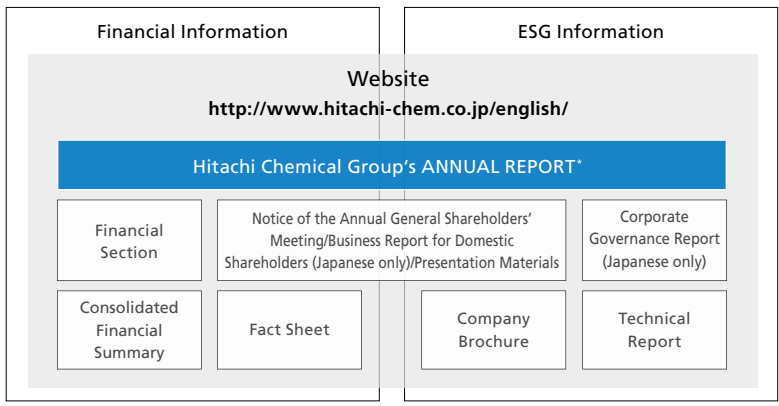 Financial Information
ESG Information
Website
http://www.hitachi-chem.co.jp/english/
Hitachi Chemical Group's ANNUAL REPORT*
Financial
Section
Notice of the Annual General Shareholders'
Meeting/Business Report for Domestic
Shareholders (Japanese only)/Presentation Materials
Corporate
Governance Report
(Japanese only)
Consolidated
Financial
Summary
Fact Sheet
Company
Brochure
Technical
Report